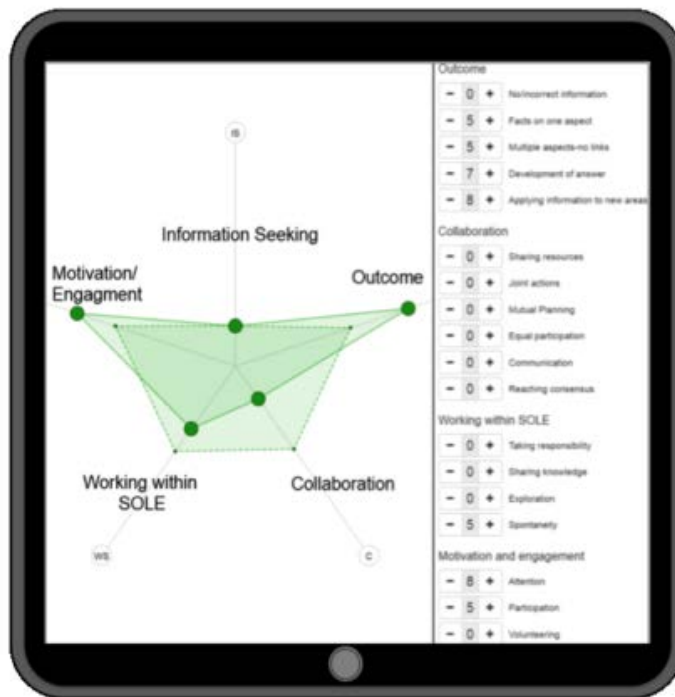 IS
Information Seeking
Motivation/
Engagment
Outcome
Working within
SOLE
Collaboration
WS
C
Outcome
− 0 + No/incorrect information
− 5 + Facts on one aspect
− 5 + Multiple aspects-no links
− 7 + Development of answer
− 8 + Applying information to new areas
Collaboration
− 0 + Sharing resources
− 0 + Joint actions
− 0 + Mutual Planning
− 0 + Equal participation
− 0 + Communication
− 0 + Reaching consensus
Working within SOLE
− 0 + Taking responsibility
− 0 + Sharing knowledge
− 0 + Exploration
− 5 + Spontaneity
Motivation and engagement
− 8 + Attention
− 5 + Participation
− 0 + Volunteering